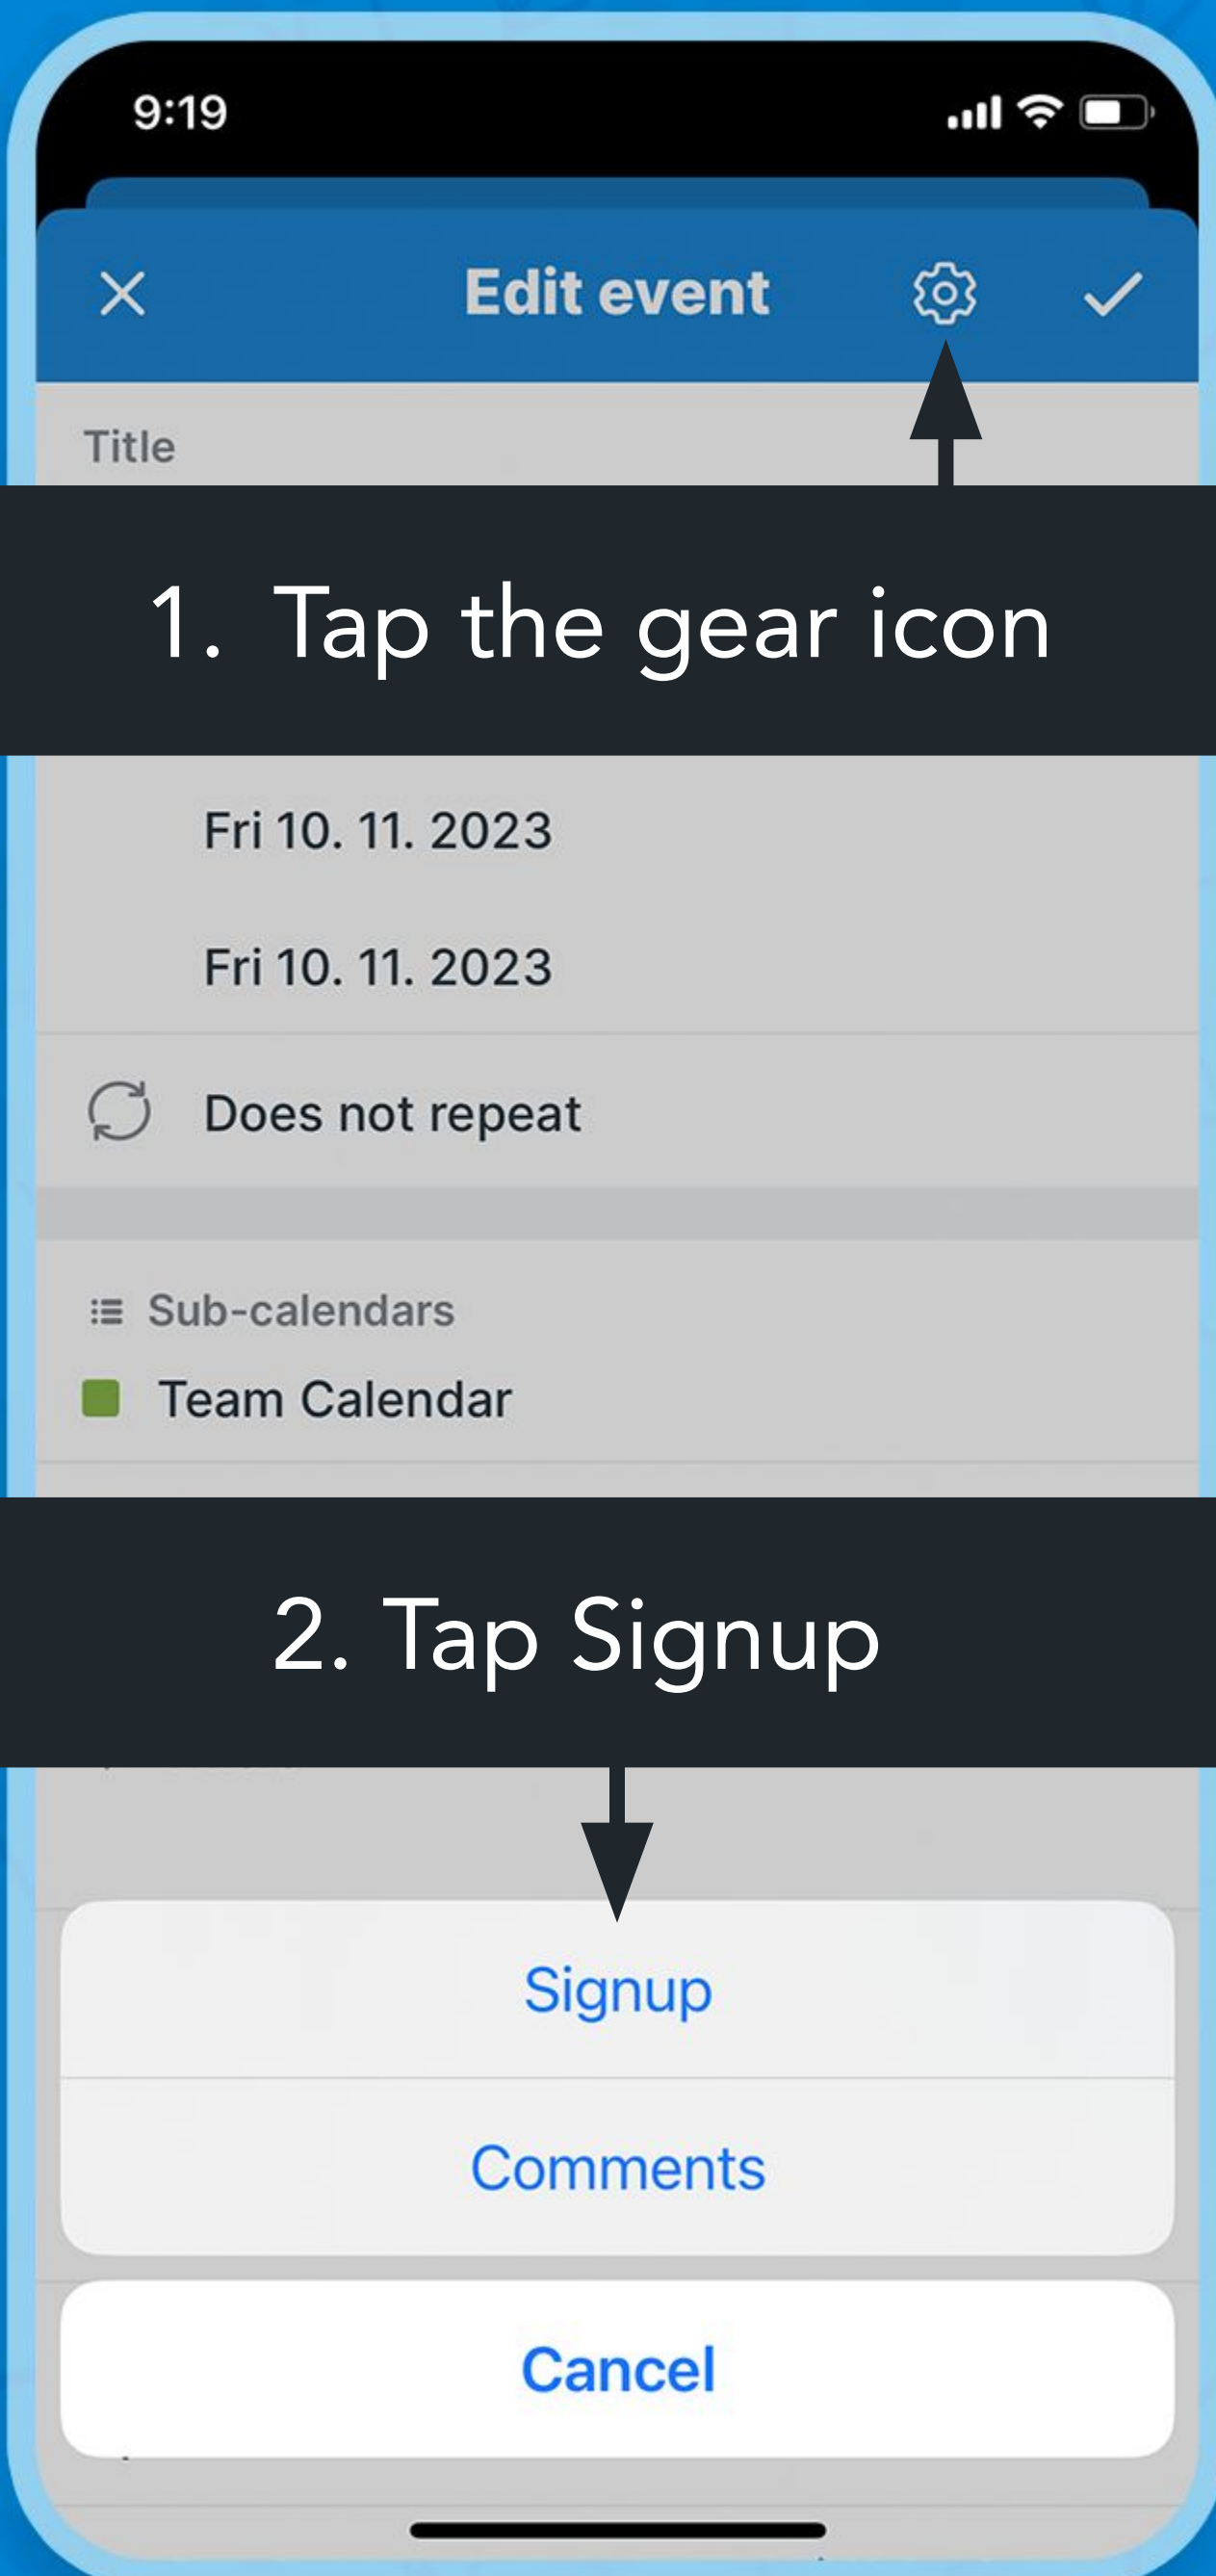 9:19
Edit event
Title
1. Tap the gear icon
Fri 10. 11. 2023
Fri 10. 11. 2023
Does not repeat
Sub-calendars
Team Calendar
2. Tap Signup
Signup
Comments
Cancel